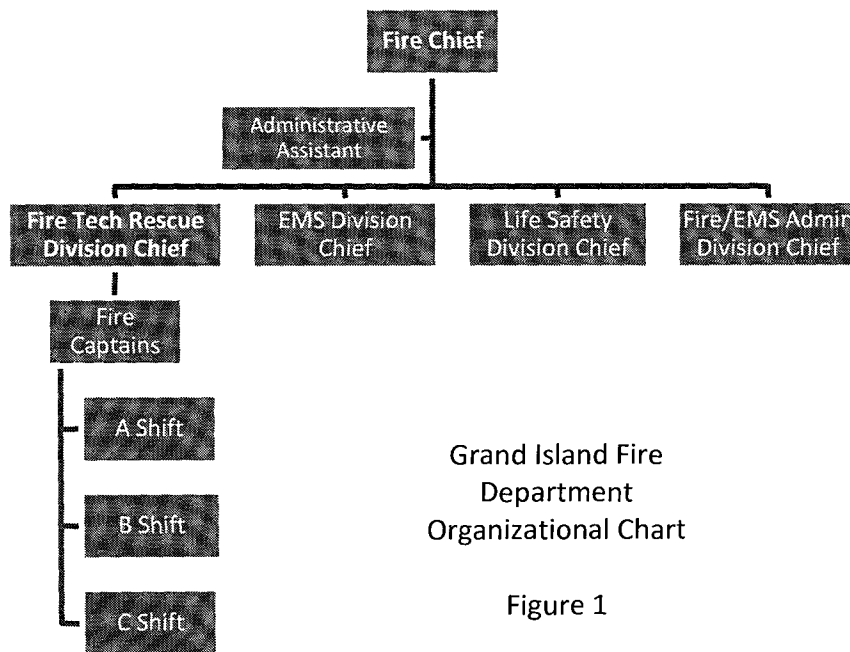 Fire Chief
Administrative
Assistant
Fire Tech Rescue
Division Chief
EMS Division
Chief
Life Safety
Division Chief
Fire/EMS Admin
Division Chief
Fire
Captains
A Shift
B Shift
C Shift
Grand Island Fire
Department
Organizational Chart
Figure 1